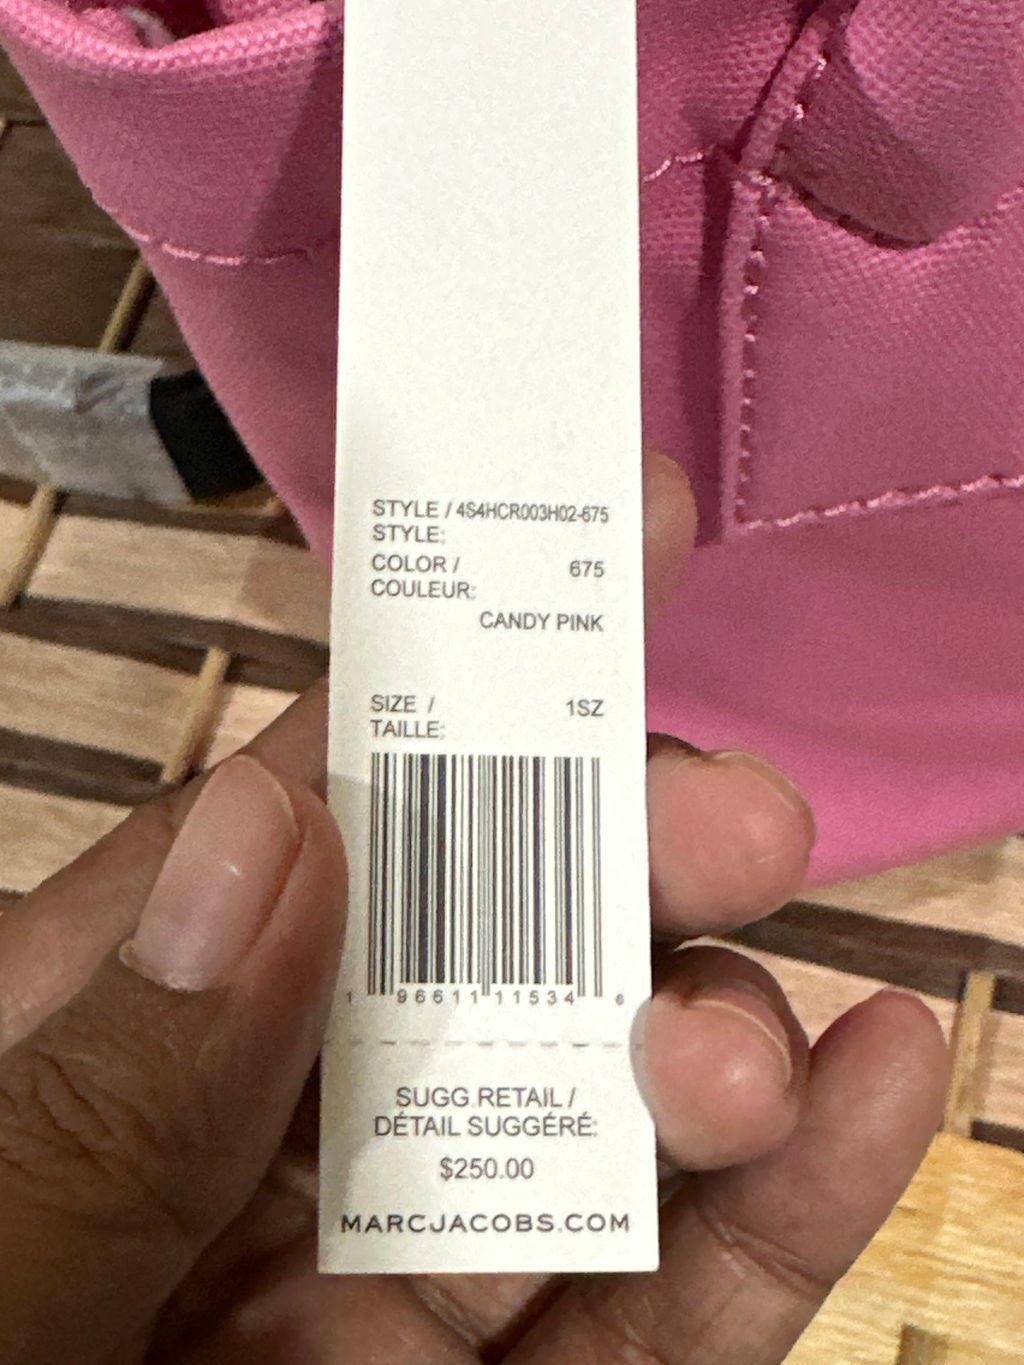 STYLE / 4S4HCR003H02-675
STYLE:
COLOR / 675
COULEUR:
CANDY PINK
SIZE / 1SZ
TAILLE:
1 96611 11534 6
SUGG RETAIL /
DÉTAIL SUGGÉRÉ:
$250.00
MARCJACOBS.COM